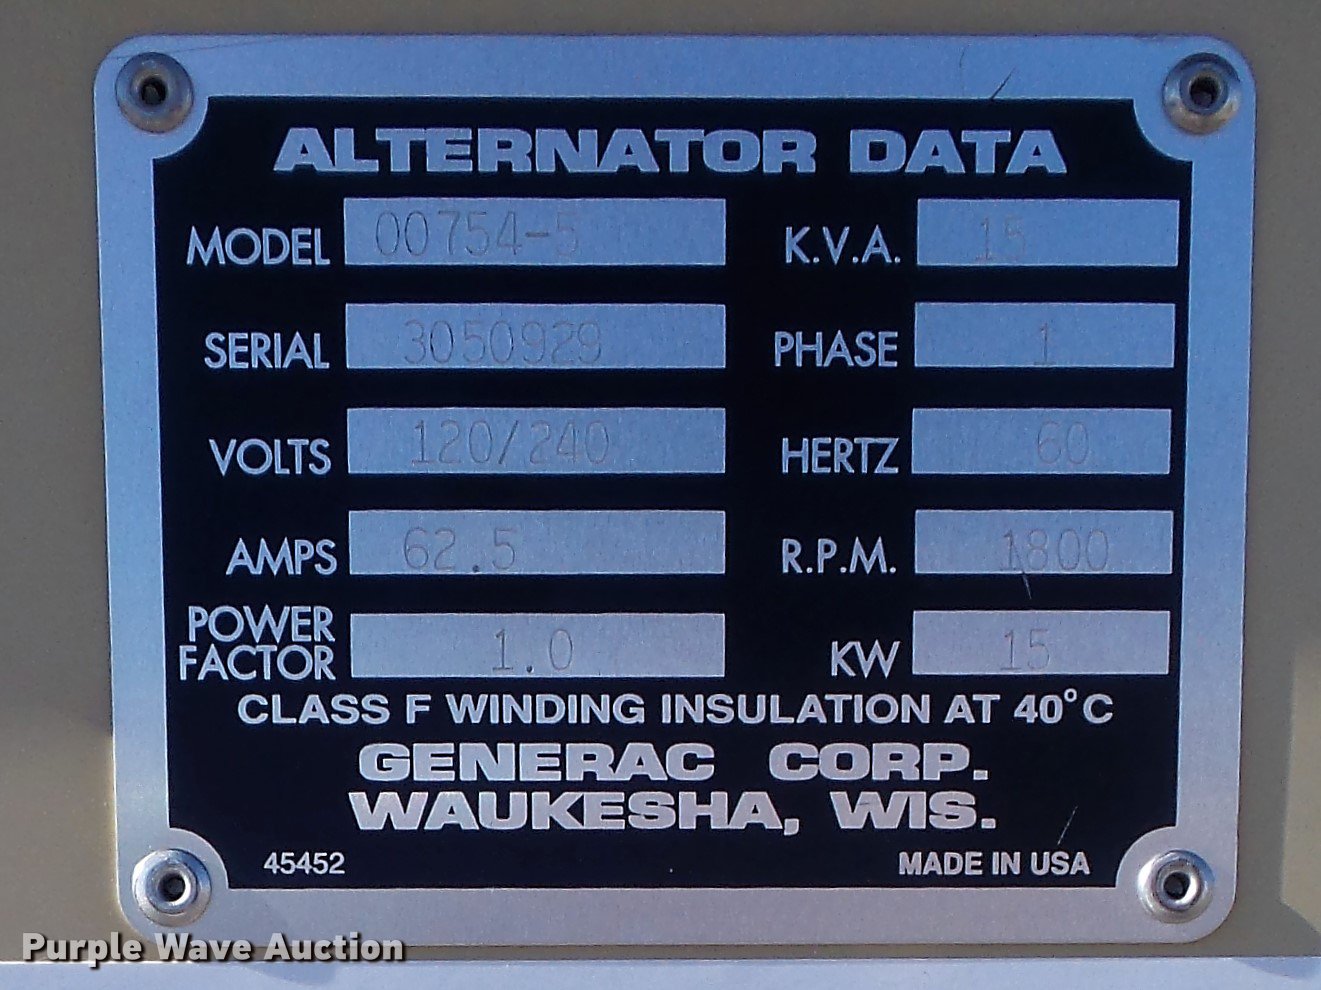 ALTERNATOR DATA
MODEL 00754-5 K.V.A. 15
SERIAL 3050929 PHASE 1
VOLTS 120/240 HERTZ 60
AMPS 62.5 R.P.M. 1800
POWER
FACTOR 1.0 KW 15
CLASS F WINDING INSULATION AT 40°C
GENERAC CORP.
WAUKESHA, WIS.
45452 MADE IN USA
Purple Wave Auction